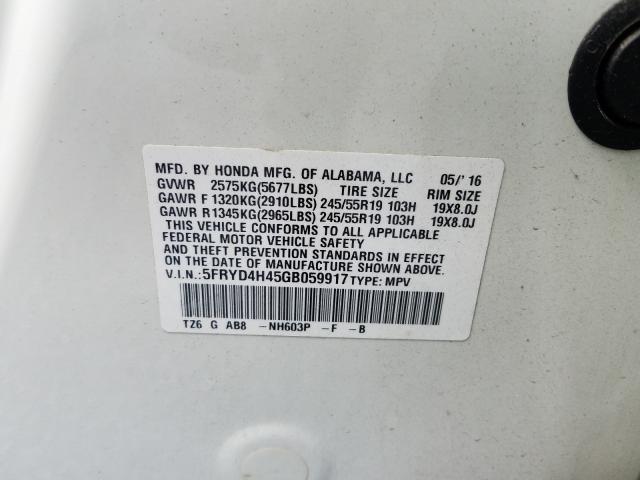 MFD. BY HONDA MFG. OF ALABAMA, LLC 05/'16
GVWR 2575KG(5677LBS) TIRE SIZE RIM SIZE
GAWR F 1320KG(2910LBS) 245/55R19 103H 19X8.0J
GAWR R1345KG(2965LBS) 245/55R19 103H 19X8.0J
THIS VEHICLE CONFORMS TO ALL APPLICABLE
FEDERAL MOTOR VEHICLE SAFETY
AND THEFT PREVENTION STANDARDS IN EFFECT
ON THE DATE OF MANUFACTURE SHOWN ABOVE.
V.I.N.:5FRYD4H45GB059917 TYPE: MPV
TZ6 G AB8 -NH603P -F -B